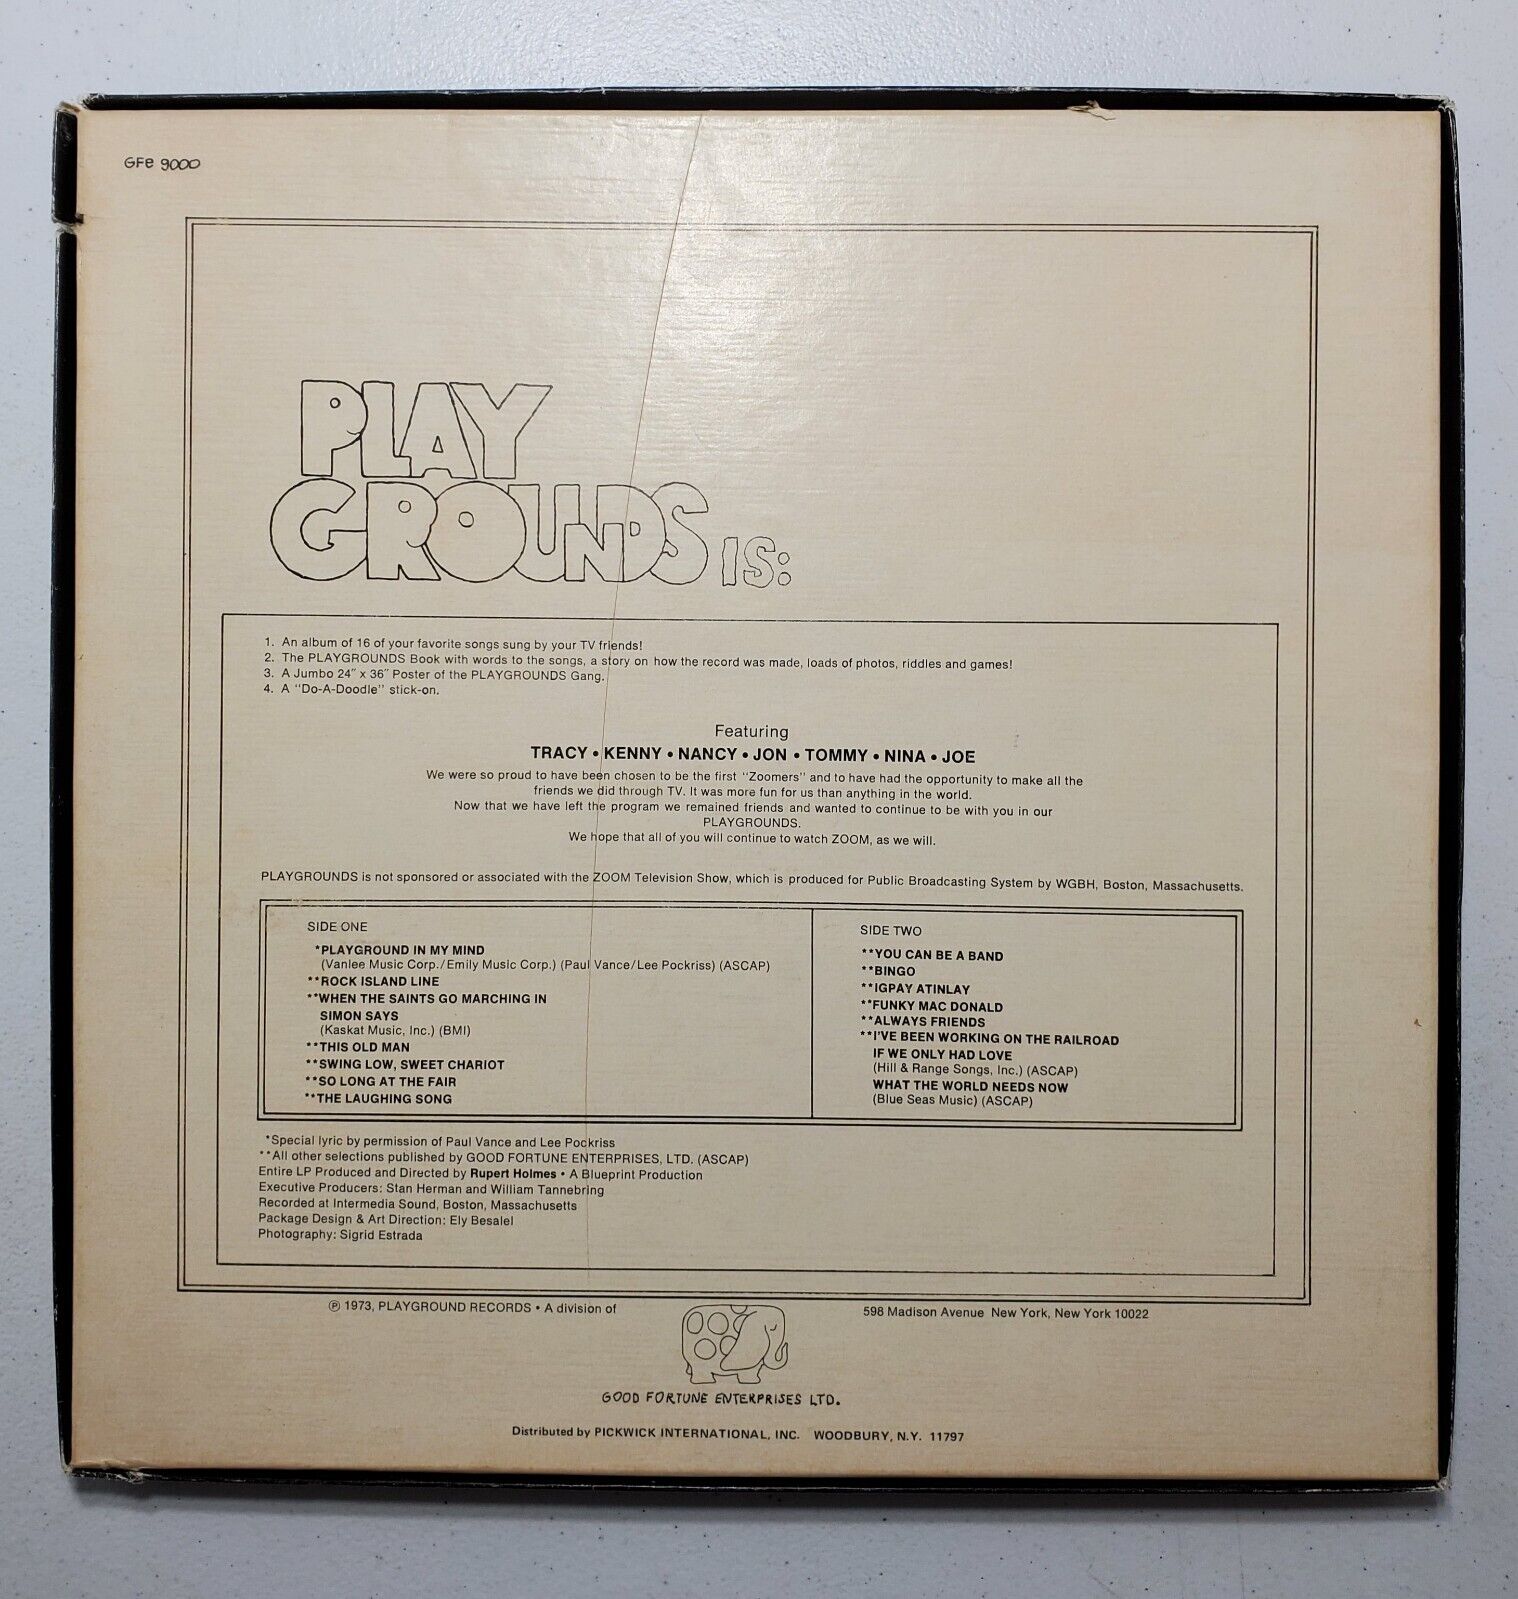 GFe 9000
PLAY
GROUNDS IS:
1. An album of 16 of your favorite songs sung by your TV friends!
2. The PLAYGROUNDS Book with words to the songs, a story on how the record was made, loads of photos, riddles and games!
3. A Jumbo 24" x 36" Poster of the PLAYGROUNDS Gang.
4. A "Do-A-Doodle" stick-on.
Featuring
TRACY • KENNY • NANCY • JON • TOMMY • NINA • JOE
We were so proud to have been chosen to be the first "Zoomers" and to have had the opportunity to make all the
friends we did through TV. It was more fun for us than anything in the world.
Now that we have left the program we remained friends and wanted to continue to be with you in our
PLAYGROUNDS.
We hope that all of you will continue to watch ZOOM, as we will.
PLAYGROUNDS is not sponsored or associated with the ZOOM Television Show, which is produced for Public Broadcasting System by WGBH, Boston, Massachusetts.
SIDE ONE
*PLAYGROUND IN MY MIND
(Vanlee Music Corp./Emily Music Corp.) (Paul Vance/Lee Pockriss) (ASCAP)
**ROCK ISLAND LINE
**WHEN THE SAINTS GO MARCHING IN
SIMON SAYS
(Kaskat Music, Inc.) (BMI)
**THIS OLD MAN
**SWING LOW, SWEET CHARIOT
**SO LONG AT THE FAIR
**THE LAUGHING SONG
SIDE TWO
**YOU CAN BE A BAND
**BINGO
**IGPAY ATINLAY
**FUNKY MAC DONALD
**ALWAYS FRIENDS
**I'VE BEEN WORKING ON THE RAILROAD
IF WE ONLY HAD LOVE
(Hill & Range Songs, Inc.) (ASCAP)
WHAT THE WORLD NEEDS NOW
(Blue Seas Music) (ASCAP)
*Special lyric by permission of Paul Vance and Lee Pockriss
**All other selections published by GOOD FORTUNE ENTERPRISES, LTD. (ASCAP)
Entire LP Produced and Directed by Rupert Holmes • A Blueprint Production
Executive Producers: Stan Herman and William Tannebring
Recorded at Intermedia Sound, Boston, Massachusetts
Package Design & Art Direction: Ely Besalel
Photography: Sigrid Estrada
℗ 1973, PLAYGROUND RECORDS • A division of
598 Madison Avenue New York, New York 10022
GOOD FORTUNE ENTERPRISES LTD.
Distributed by PICKWICK INTERNATIONAL, INC. WOODBURY, N.Y. 11797